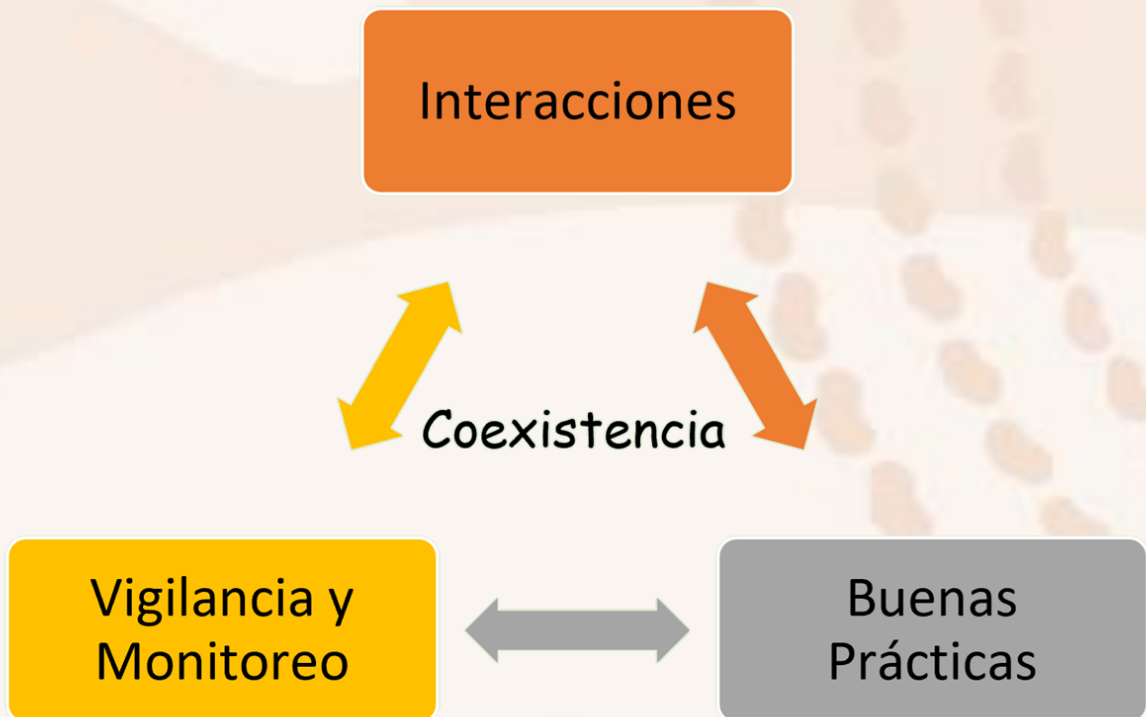 Interacciones
Coexistencia
Vigilancia y
Monitoreo
Buenas
Prácticas